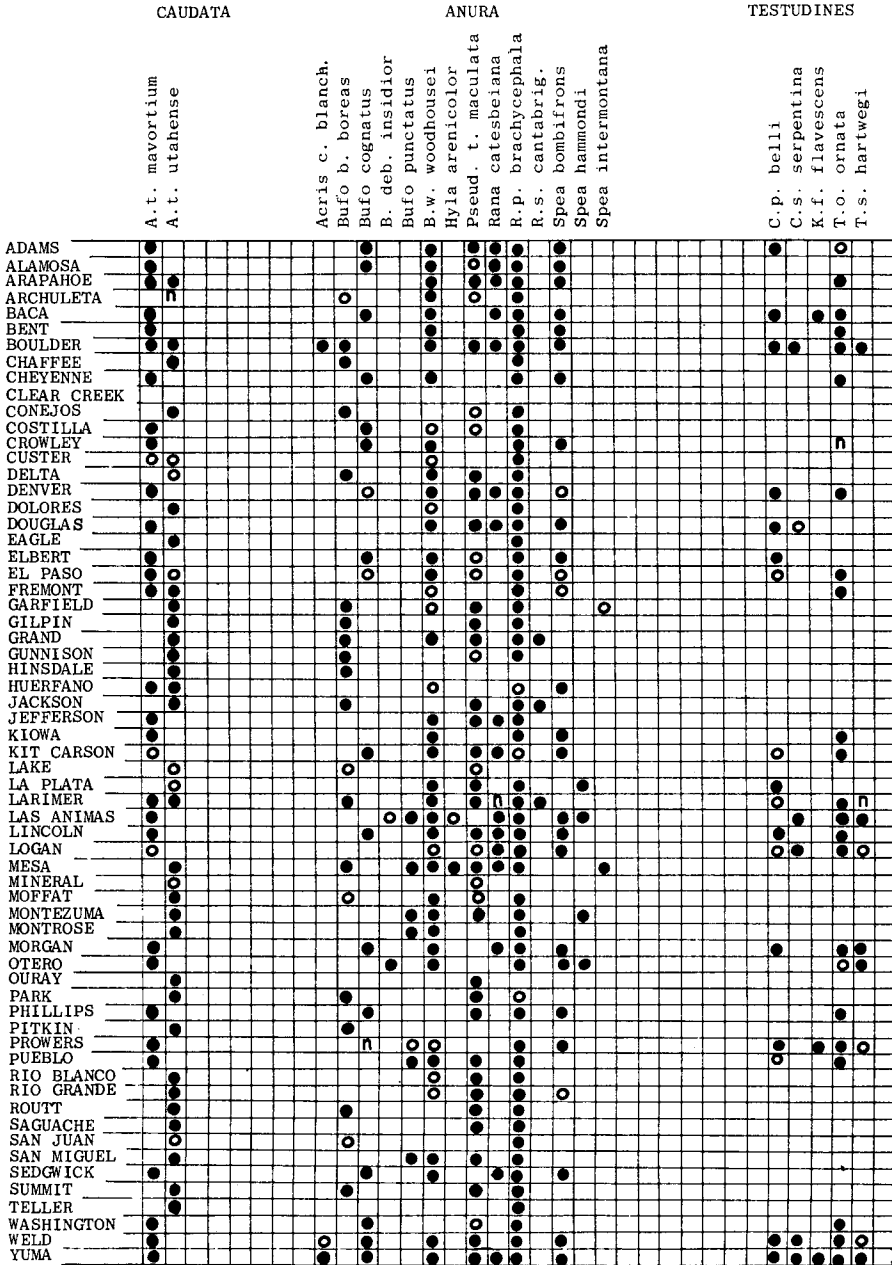 CAUDATA ANURA TESTUDINES
A.t. mavortium
A.t. utahense
Acris c. blanch.
Bufo b. boreas
Bufo cognatus
B. deb. insidior
Bufo punctatus
B.w. woodhousei
Hyla arenicolor
Pseud. t. maculata
Rana catesbeiana
R.p. brachycephala
R.s. cantabrig.
Spea bombifrons
Spea hammondi
Spea intermontana
C.p. belli
C.s. serpentina
K.f. flavescens
T.o. ornata
T.s. hartwegi
ADAMS
ALAMOSA
ARAPAHOE
ARCHULETA n
BACA
BENT
BOULDER
CHAFFEE
CHEYENNE
CLEAR CREEK
CONEJOS
COSTILLA
CROWLEY n
CUSTER
DELTA
DENVER
DOLORES
DOUGLAS
EAGLE
ELBERT
EL PASO
FREMONT
GARFIELD
GILPIN
GRAND
GUNNISON
HINSDALE
HUERFANO
JACKSON
JEFFERSON
KIOWA
KIT CARSON
LAKE
LA PLATA
LARIMER n n
LAS ANIMAS
LINCOLN
LOGAN
MESA
MINERAL
MOFFAT
MONTEZUMA
MONTROSE
MORGAN
OTERO
OURAY
PARK
PHILLIPS
PITKIN
PROWERS n
PUEBLO
RIO BLANCO
RIO GRANDE
ROUTT
SAGUACHE
SAN JUAN
SAN MIGUEL
SEDGWICK
SUMMIT
TELLER
WASHINGTON
WELD
YUMA